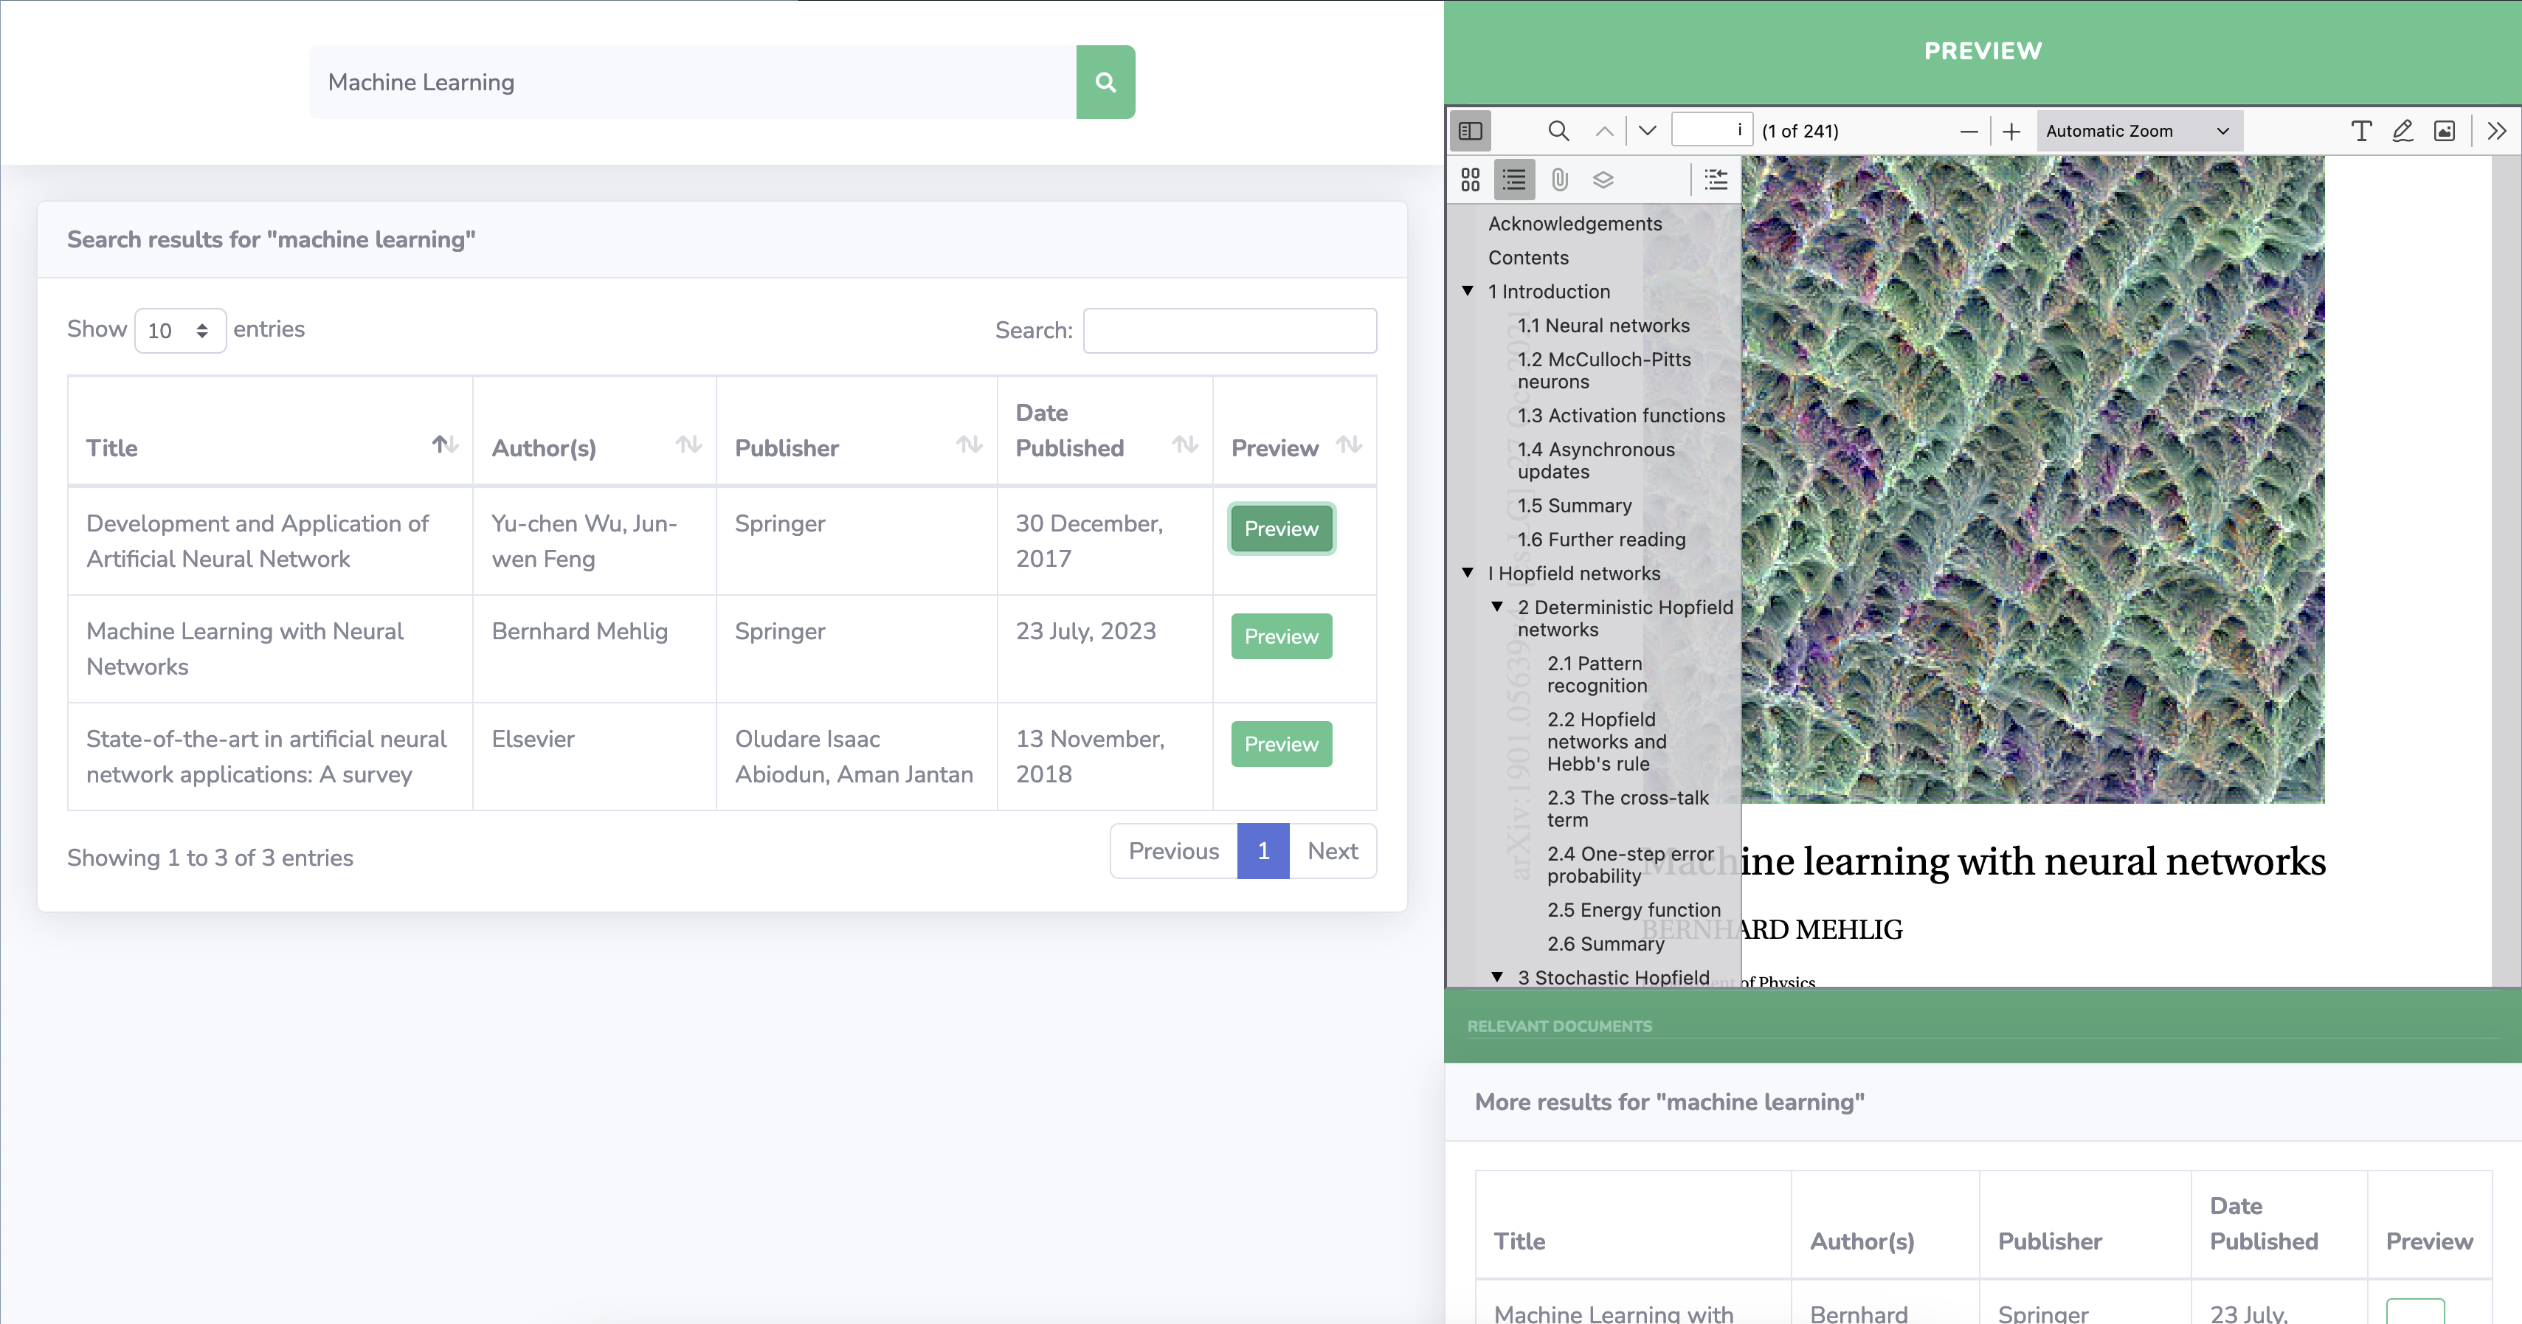 Machine Learning
Search results for "machine learning"
Show 10 entries
Search:
Title
Author(s)
Publisher
Date
Published
Preview
Development and Application of
Artificial Neural Network
Yu-chen Wu, Jun-
wen Feng
Springer
30 December,
2017
Preview
Machine Learning with Neural
Networks
Bernhard Mehlig
Springer
23 July, 2023
Preview
State-of-the-art in artificial neural
network applications: A survey
Elsevier
Oludare Isaac
Abiodun, Aman Jantan
13 November,
2018
Preview
Showing 1 to 3 of 3 entries
Previous 1 Next
PREVIEW
i (1 of 241)
Automatic Zoom
Acknowledgements
Contents
1 Introduction
1.1 Neural networks
1.2 McCulloch-Pitts
neurons
1.3 Activation functions
1.4 Asynchronous
updates
1.5 Summary
1.6 Further reading
I Hopfield networks
2 Deterministic Hopfield
networks
2.1 Pattern
recognition
2.2 Hopfield
networks and
Hebb's rule
2.3 The cross-talk
term
2.4 One-step error
probability
2.5 Energy function
2.6 Summary
3 Stochastic Hopfield
Machine learning with neural networks
BERNHARD MEHLIG
of Physics
RELEVANT DOCUMENTS
More results for "machine learning"
Title
Author(s)
Publisher
Date
Published
Preview
Machine Learning with
Bernhard
Springer
23 July,